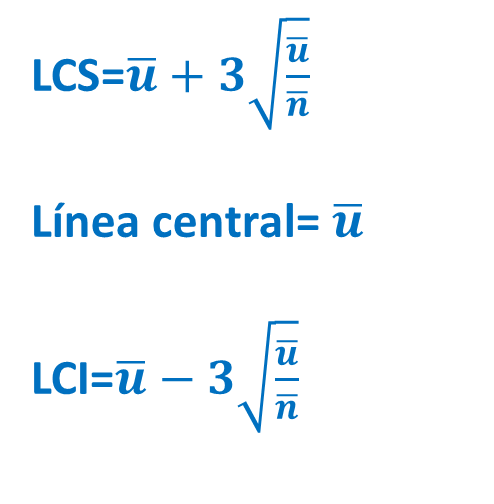 LCS=u̅ + 3√(u̅/n̅)
Línea central= u̅
LCI=u̅ − 3√(u̅/n̅)